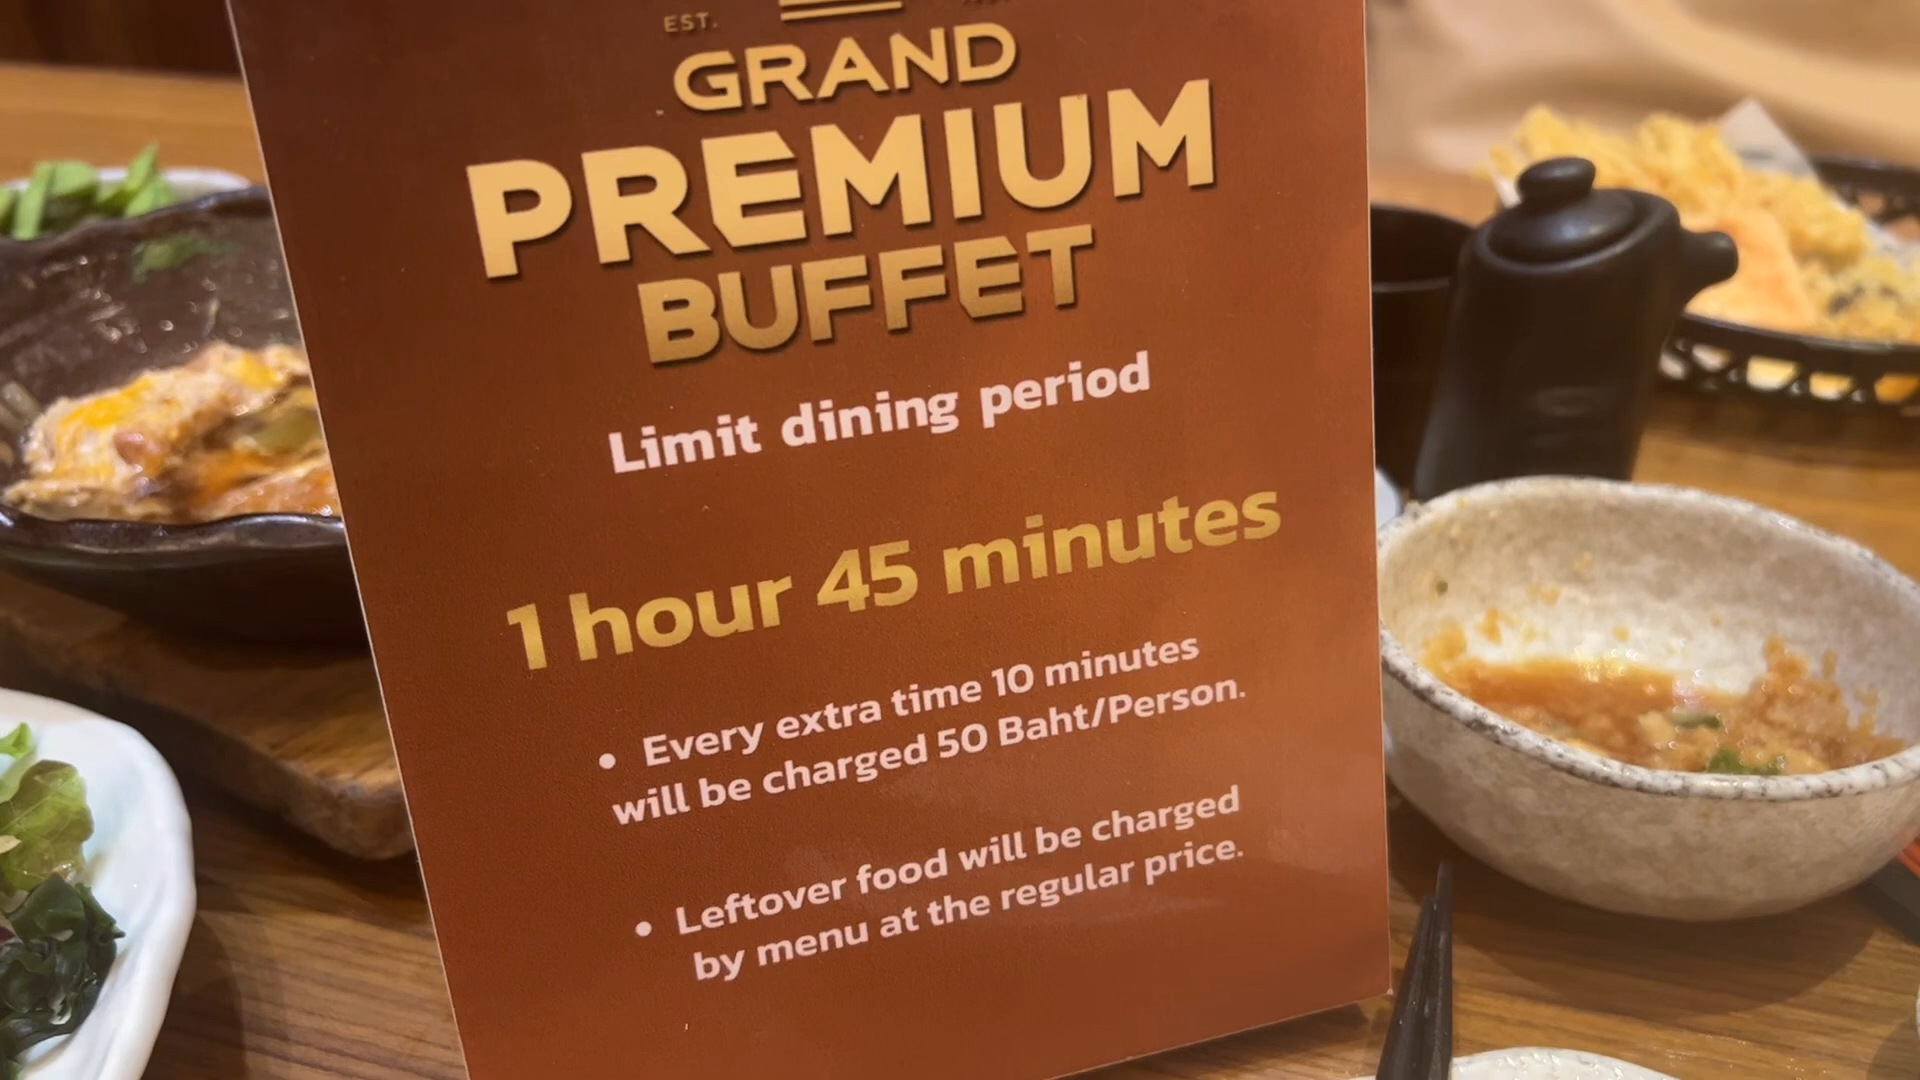 EST.
GRAND
PREMIUM
BUFFET
Limit dining period
1 hour 45 minutes
• Every extra time 10 minutes
will be charged 50 Baht/Person.
• Leftover food will be charged
by menu at the regular price.